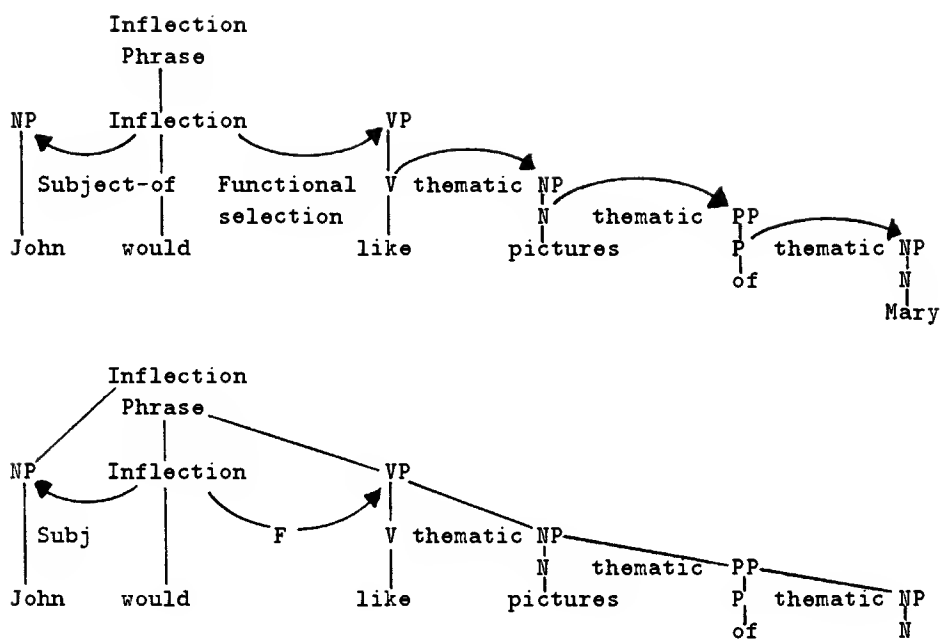 Inflection
Phrase
NP Inflection VP
Subject-of Functional V thematic NP
selection N thematic PP
John would like pictures P thematic NP
of N
Mary
Inflection
Phrase
NP Inflection VP
Subj F V thematic NP
N thematic PP
John would like pictures P thematic NP
of N